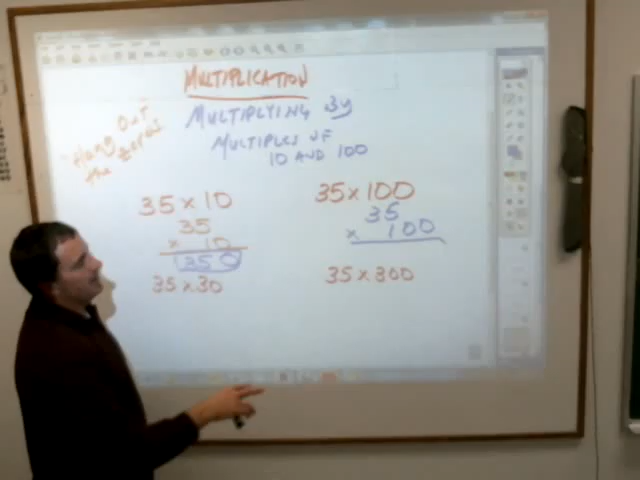 MULTIPLICATION
MULTIPLYING By
MULTIPLES OF
10 AND 100
Hang Out
the zeros
35 x 10
35
x 10
350
35 x 30
35 x 100
35
x 100
35 x 300